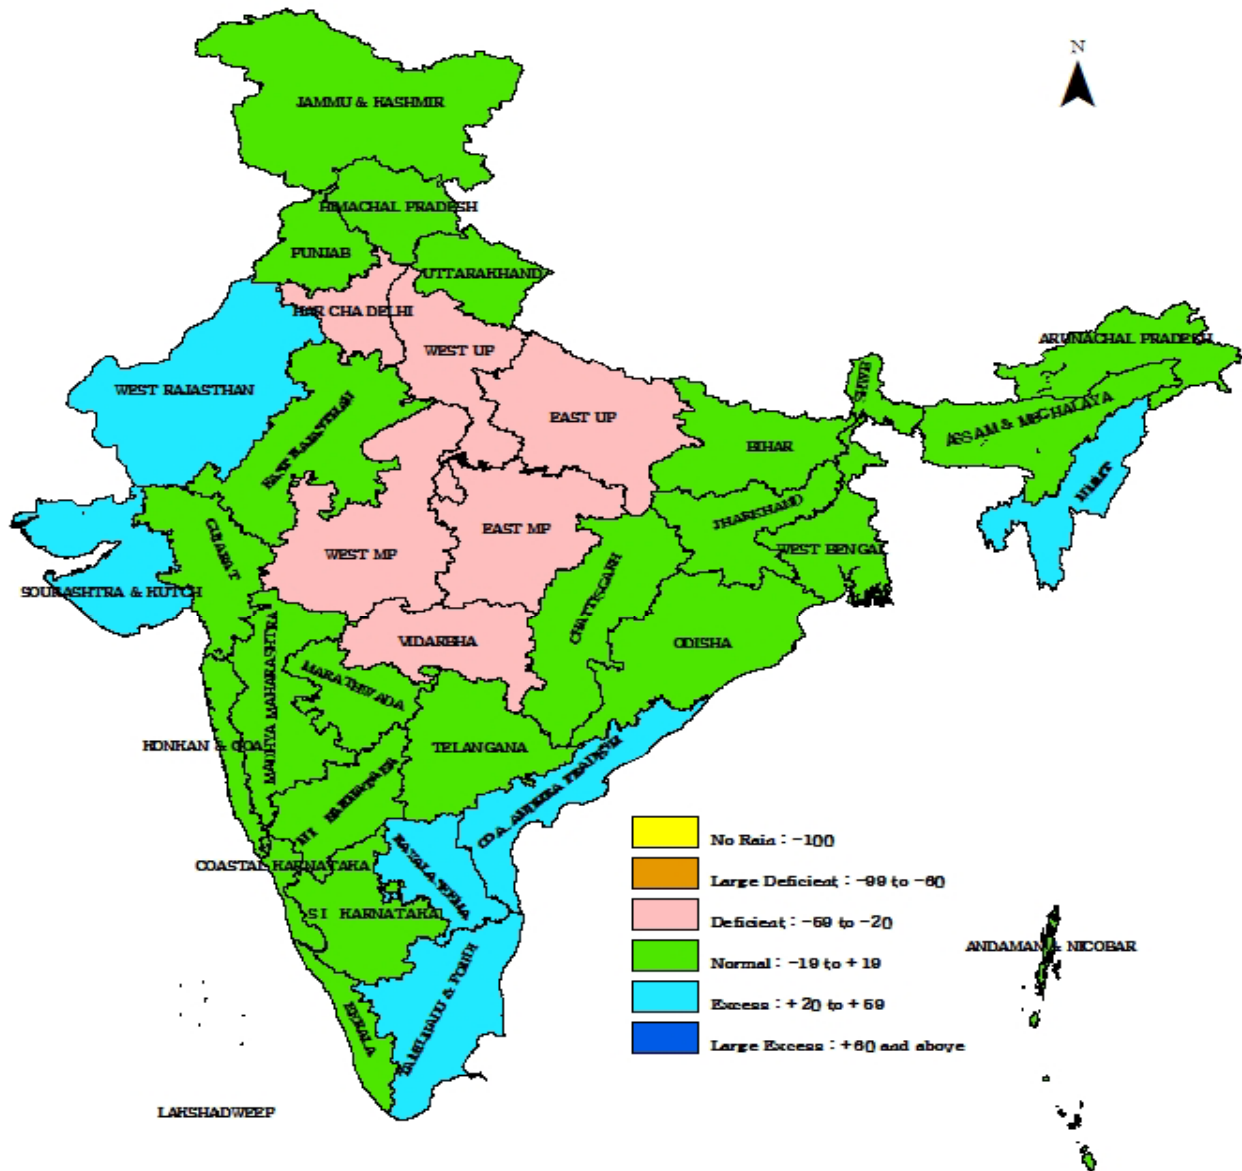 N
JAMMU & KASHMIR
HIMACHAL PRADESH
PUNJAB
UTTARAKHAND
HAR CHA DELHI
WEST UP
ARUNACHAL PRADESH
WEST RAJASTHAN
EAST RAJASTHAN
EAST UP
ASSAM & MEGHALAYA
BIHAR
NMMT
JHARKHAND
GUJARAT
WEST MP
EAST MP
WEST BENGAL
SOURASHTRA & KUTCH
CHATTISGARH
VIDARBHA
ODISHA
MADHYA MAHARASHTRA
MARATHWADA
KONKAN & GOA
TELANGANA
COA. ANDHRA PRADESH
N I KARNATAKA
No Rain : -100
COASTAL KARNATAKA
RAYALASEEMA
Large Deficient : -99 to -60
S I KARNATAKA
Deficient : -59 to -20
ANDAMAN & NICOBAR
Normal : -19 to +19
TAMILNADU & PONDI
KERALA
Excess : +20 to +59
Large Excess : +60 and above
LAKSHADWEEP